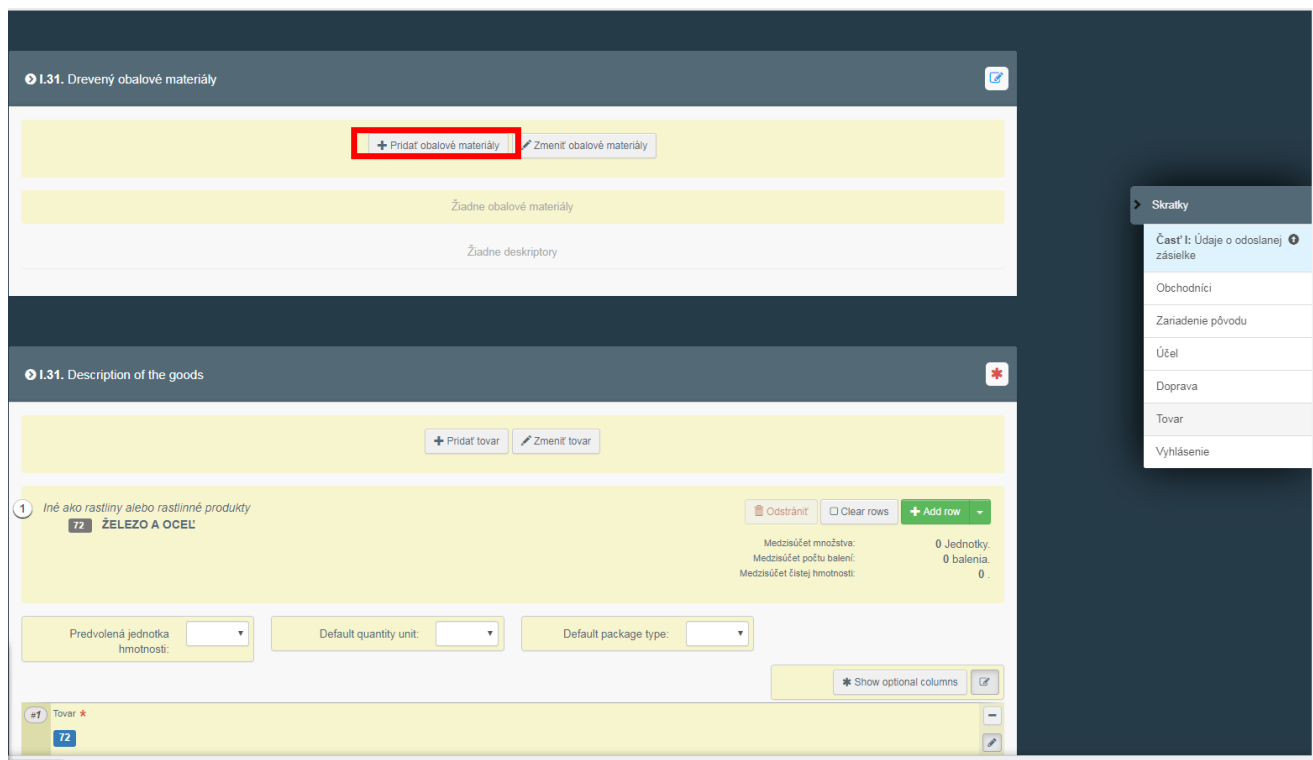 I.31. Drevený obalové materiály
Pridať obalové materiály
Zmeniť obalové materiály
Žiadne obalové materiály
Žiadne deskriptory
I.31. Description of the goods
Pridať tovar
Zmeniť tovar
1
Iné ako rastliny alebo rastlinné produkty
72 ŽELEZO A OCEĽ
Odstrániť
Clear rows
Add row
Medzisúčet množstva: 0 Jednotky.
Medzisúčet počtu balení: 0 balenia.
Medzisúčet čistej hmotnosti: 0 .
Predvolená jednotka
hmotnosti:
Default quantity unit:
Default package type:
Show optional columns
#1 Tovar *
72
Skratky
Časť I: Údaje o odoslanej
zásielke
Obchodníci
Zariadenie pôvodu
Účel
Doprava
Tovar
Vyhlásenie